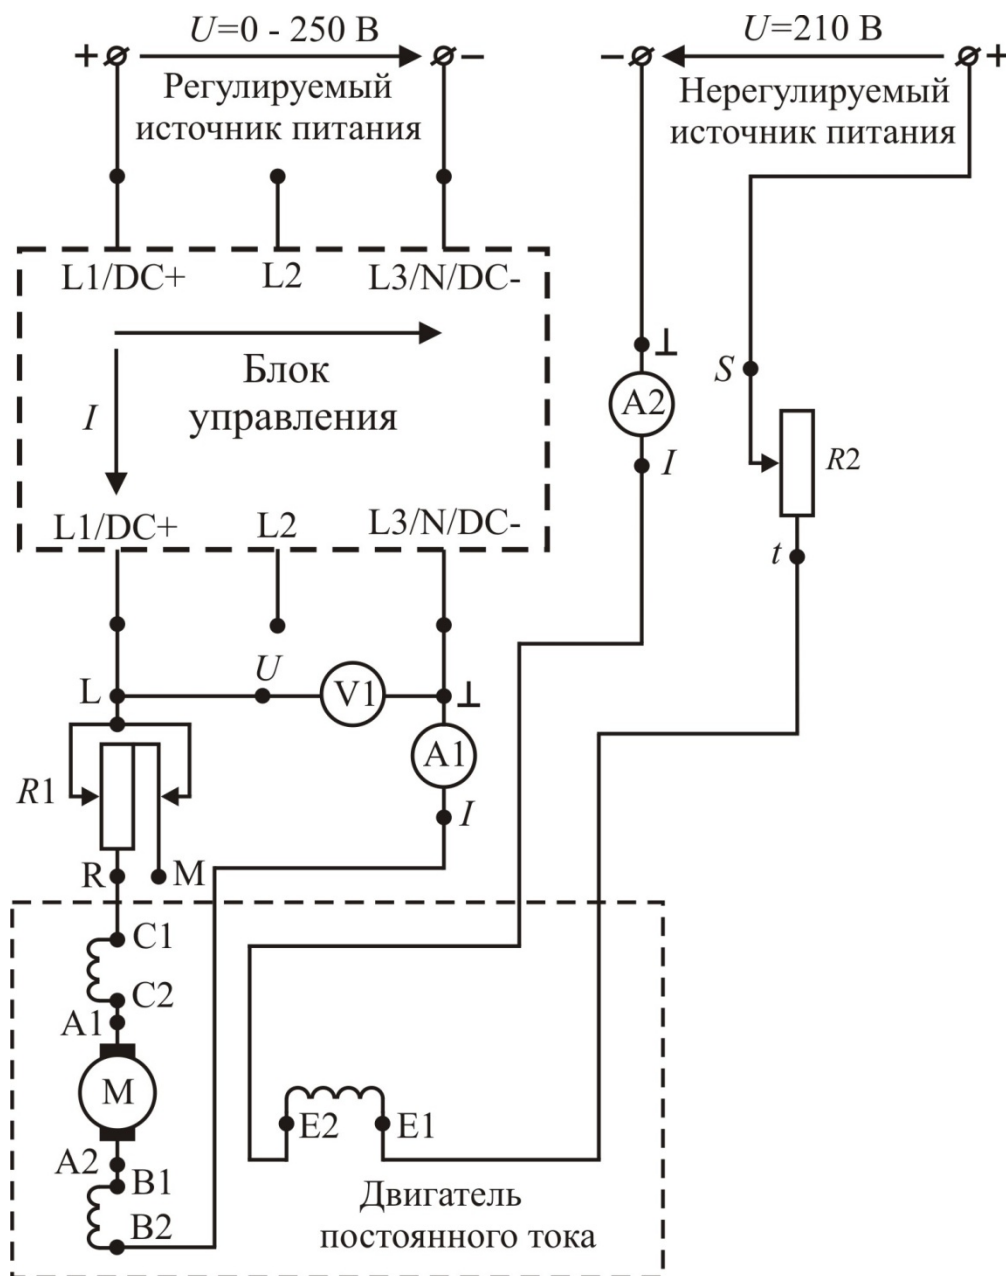 + U=0 - 250 В -
Регулируемый
источник питания
- U=210 В +
Нерегулируемый
источник питания
L1/DC+ L2 L3/N/DC-
Блок
управления
I
L1/DC+ L2 L3/N/DC-
⊥
A2
I
S
R2
t
L
U
V1
⊥
A1
I
R1
R
M
C1
C2
A1
M
A2
B1
B2
E2 E1
Двигатель
постоянного тока